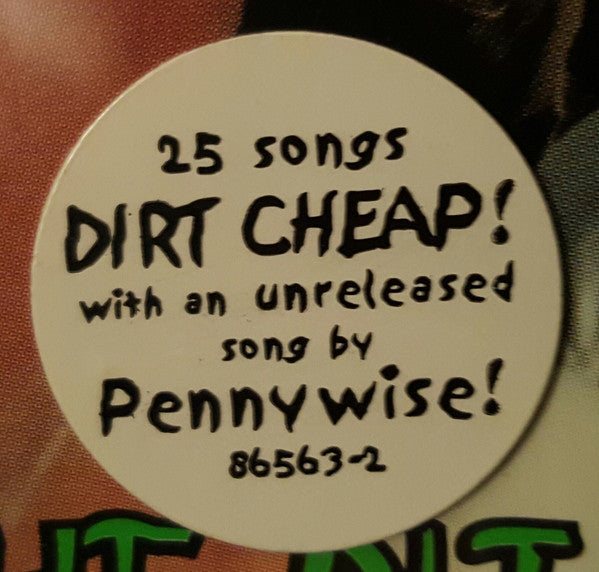 25 songs
DIRT CHEAP!
with an unreleased
song by
Pennywise!
86563-2